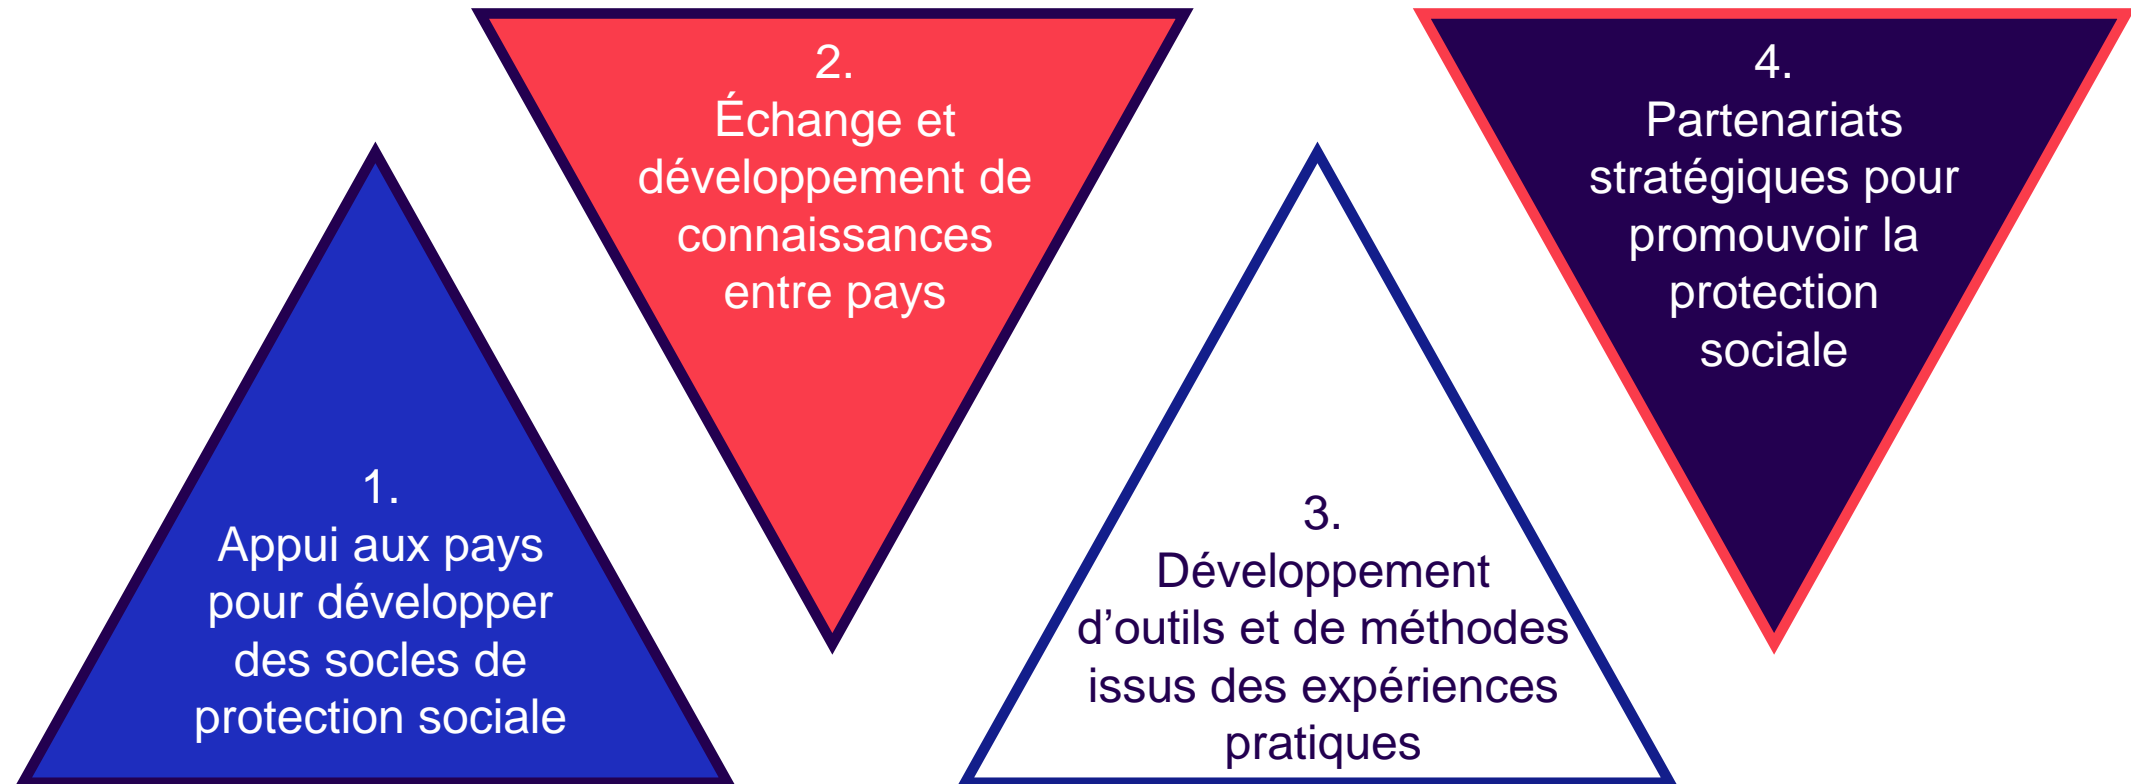 1.
Appui aux pays
pour développer
des socles de
protection sociale
2.
Échange et
développement de
connaissances
entre pays
3.
Développement
d’outils et de méthodes
issus des expériences
pratiques
4.
Partenariats
stratégiques pour
promouvoir la
protection
sociale